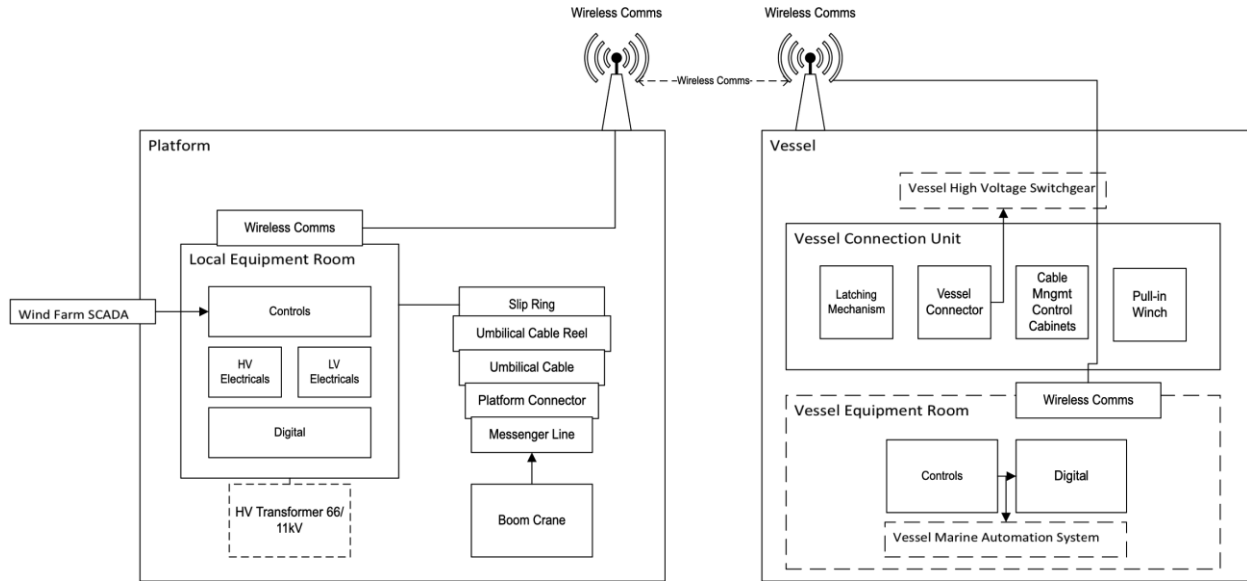 Wireless Comms
Wireless Comms
Wireless Comms
Platform
Wireless Comms
Local Equipment Room
Wind Farm SCADA
Controls
HV
Electricals
LV
Electricals
Digital
HV Transformer 66/
11kV
Slip Ring
Umbilical Cable Reel
Umbilical Cable
Platform Connector
Messenger Line
Boom Crane
Vessel
Vessel High Voltage Switchgear
Vessel Connection Unit
Latching
Mechanism
Vessel
Connector
Cable
Mngmt
Control
Cabinets
Pull-in
Winch
Wireless Comms
Vessel Equipment Room
Controls
Digital
Vessel Marine Automation System